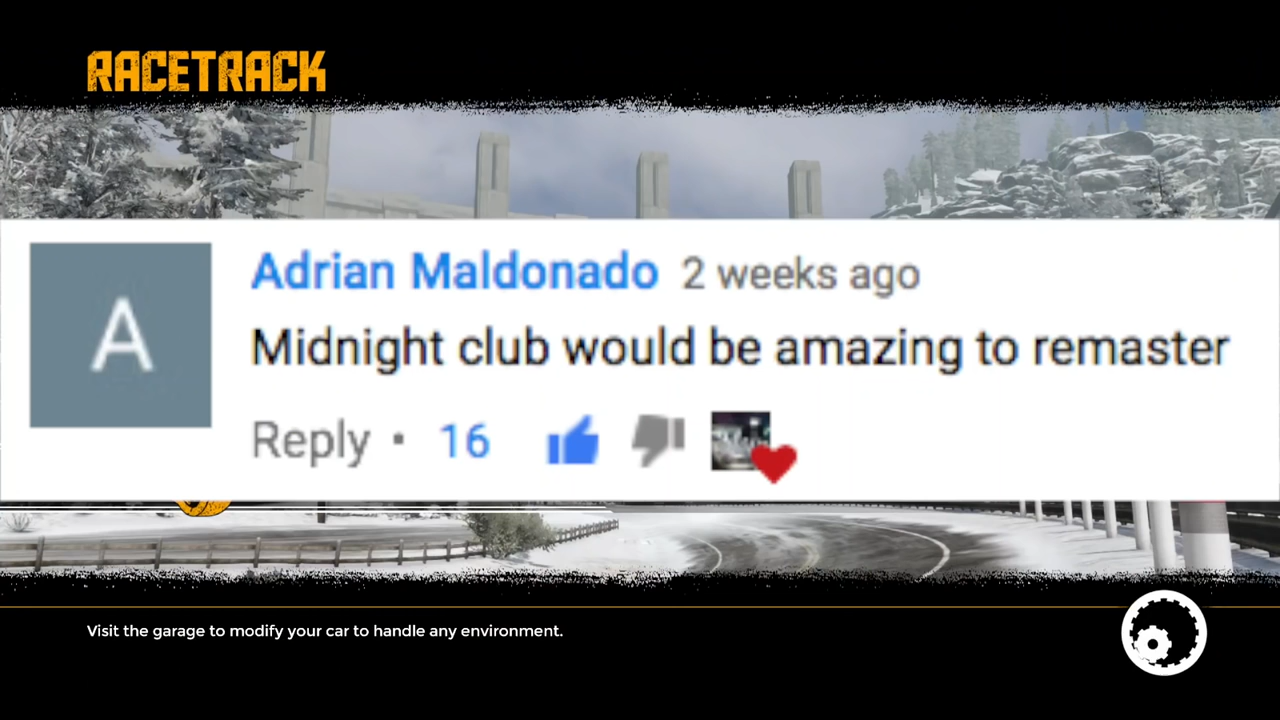 RACETRACK
A
Adrian Maldonado 2 weeks ago
Midnight club would be amazing to remaster
Reply • 16
Visit the garage to modify your car to handle any environment.